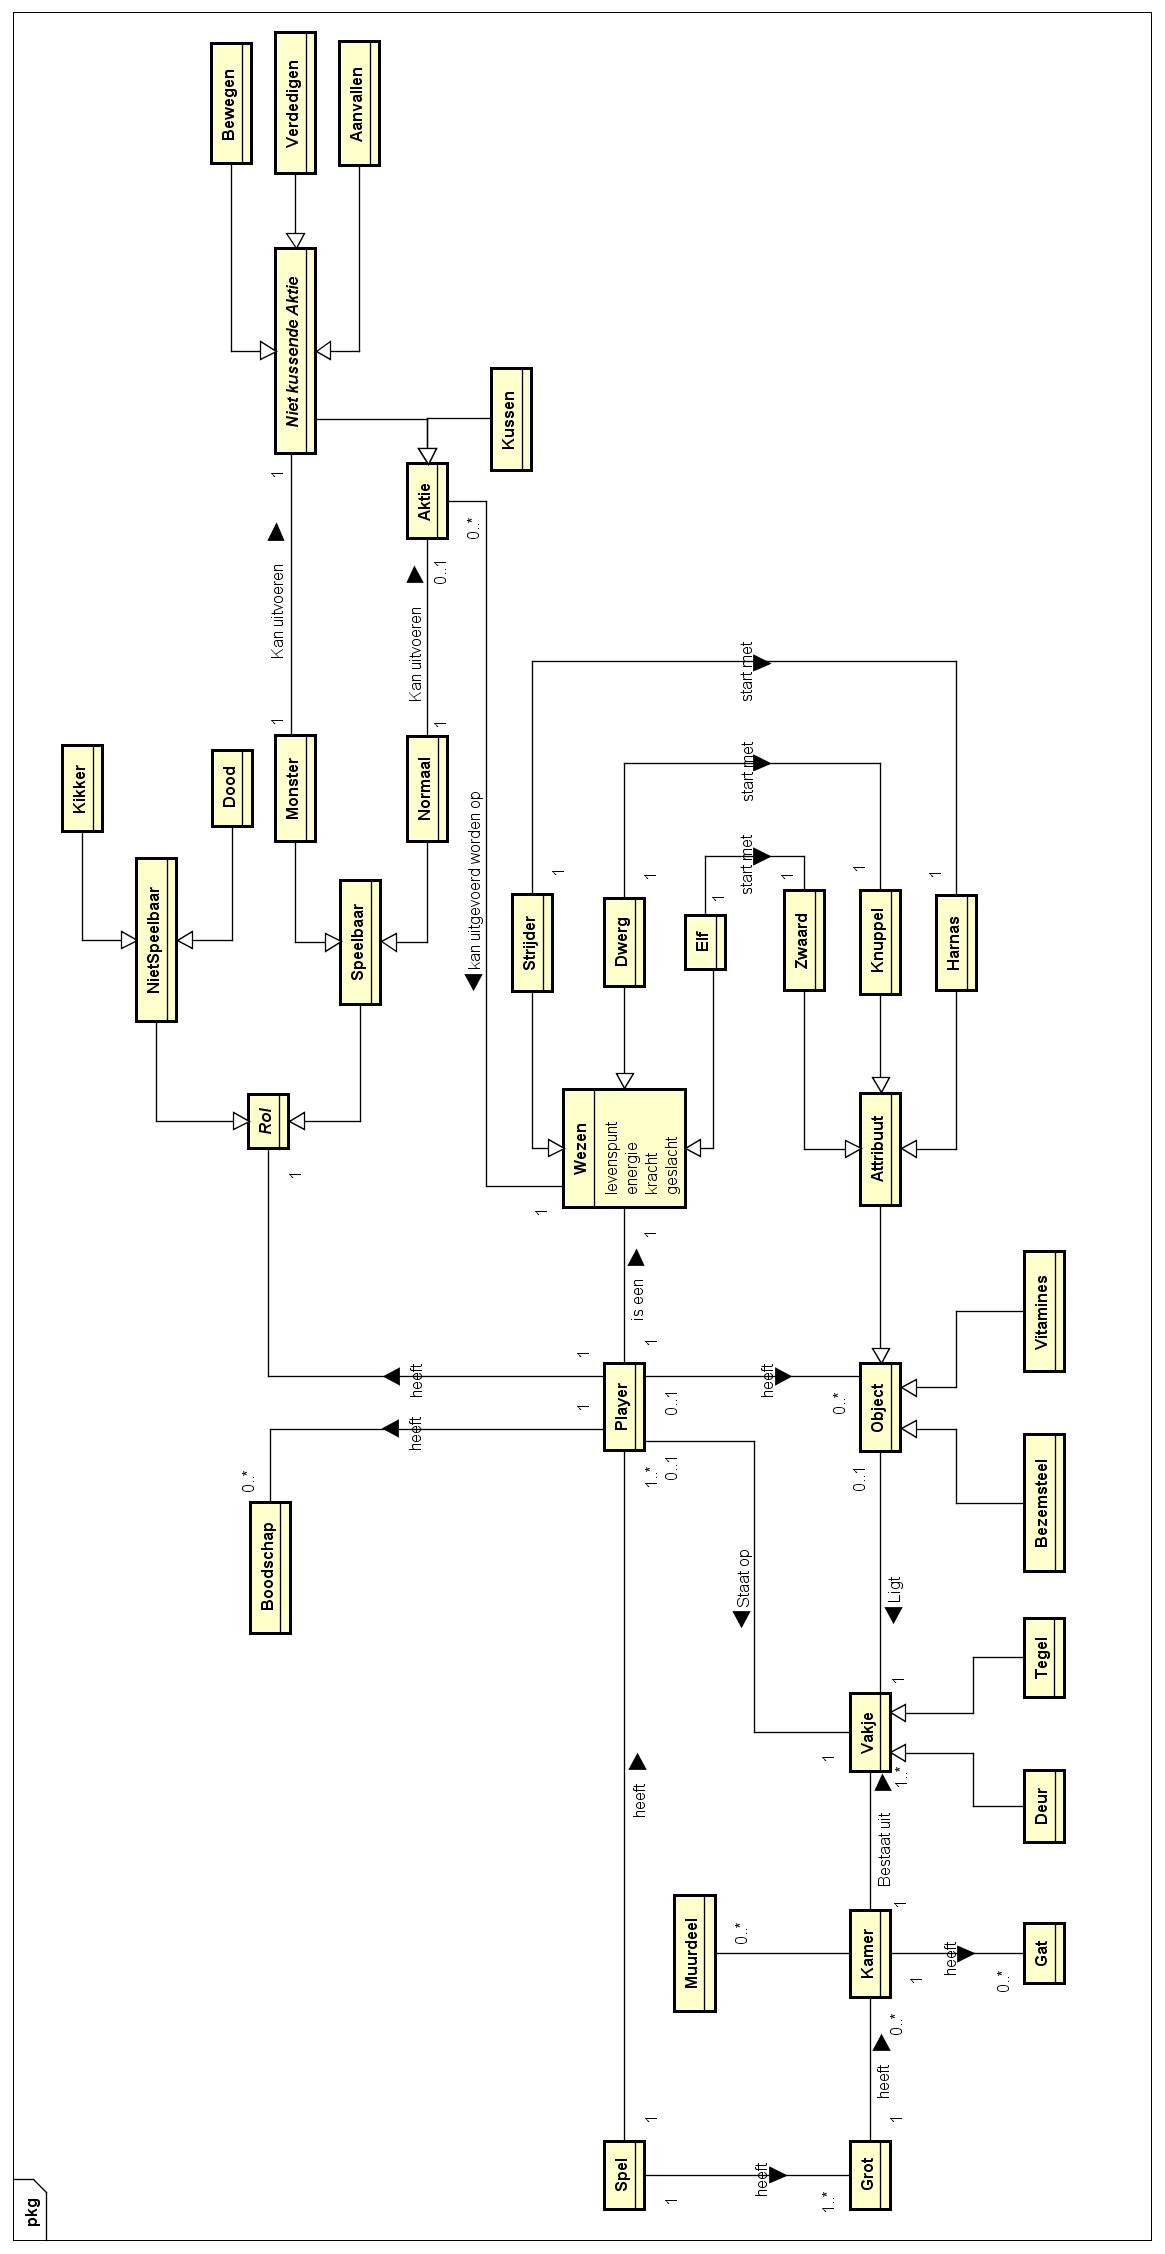 pkg
Kikker
NietSpeelbaar
Dood
Bewegen
0..*
Boodschap
Rol
1
Kan uitvoeren
1
1
Monster
Niet kussende Aktie
Verdedigen
Speelbaar
Aanvallen
heeft
heeft
Kan uitvoeren
Normaal
Aktie
1
0..1
kan uitgevoerd worden op
0..*
Kussen
Strijder
1
1
1
1
Wezen
levenspunt
energie
kracht
geslacht
Spel
Player
Dwerg
heeft
is een
1
1..*
1
1
1
1
0..1
0..1
Muurdeel
Elf
1
0..*
Staat op
start met
start met
start met
heeft
heeft
1
Zwaard
1..*
1
0..*
0..1
1
Grot
Kamer
Vakje
Object
Attribuut
Knuppel
heeft
Bestaat uit
Ligt
1
0..*
1
1..*
1
1
1
heeft
Harnas
0..*
Gat
Deur
Tegel
Bezemsteel
Vitamines